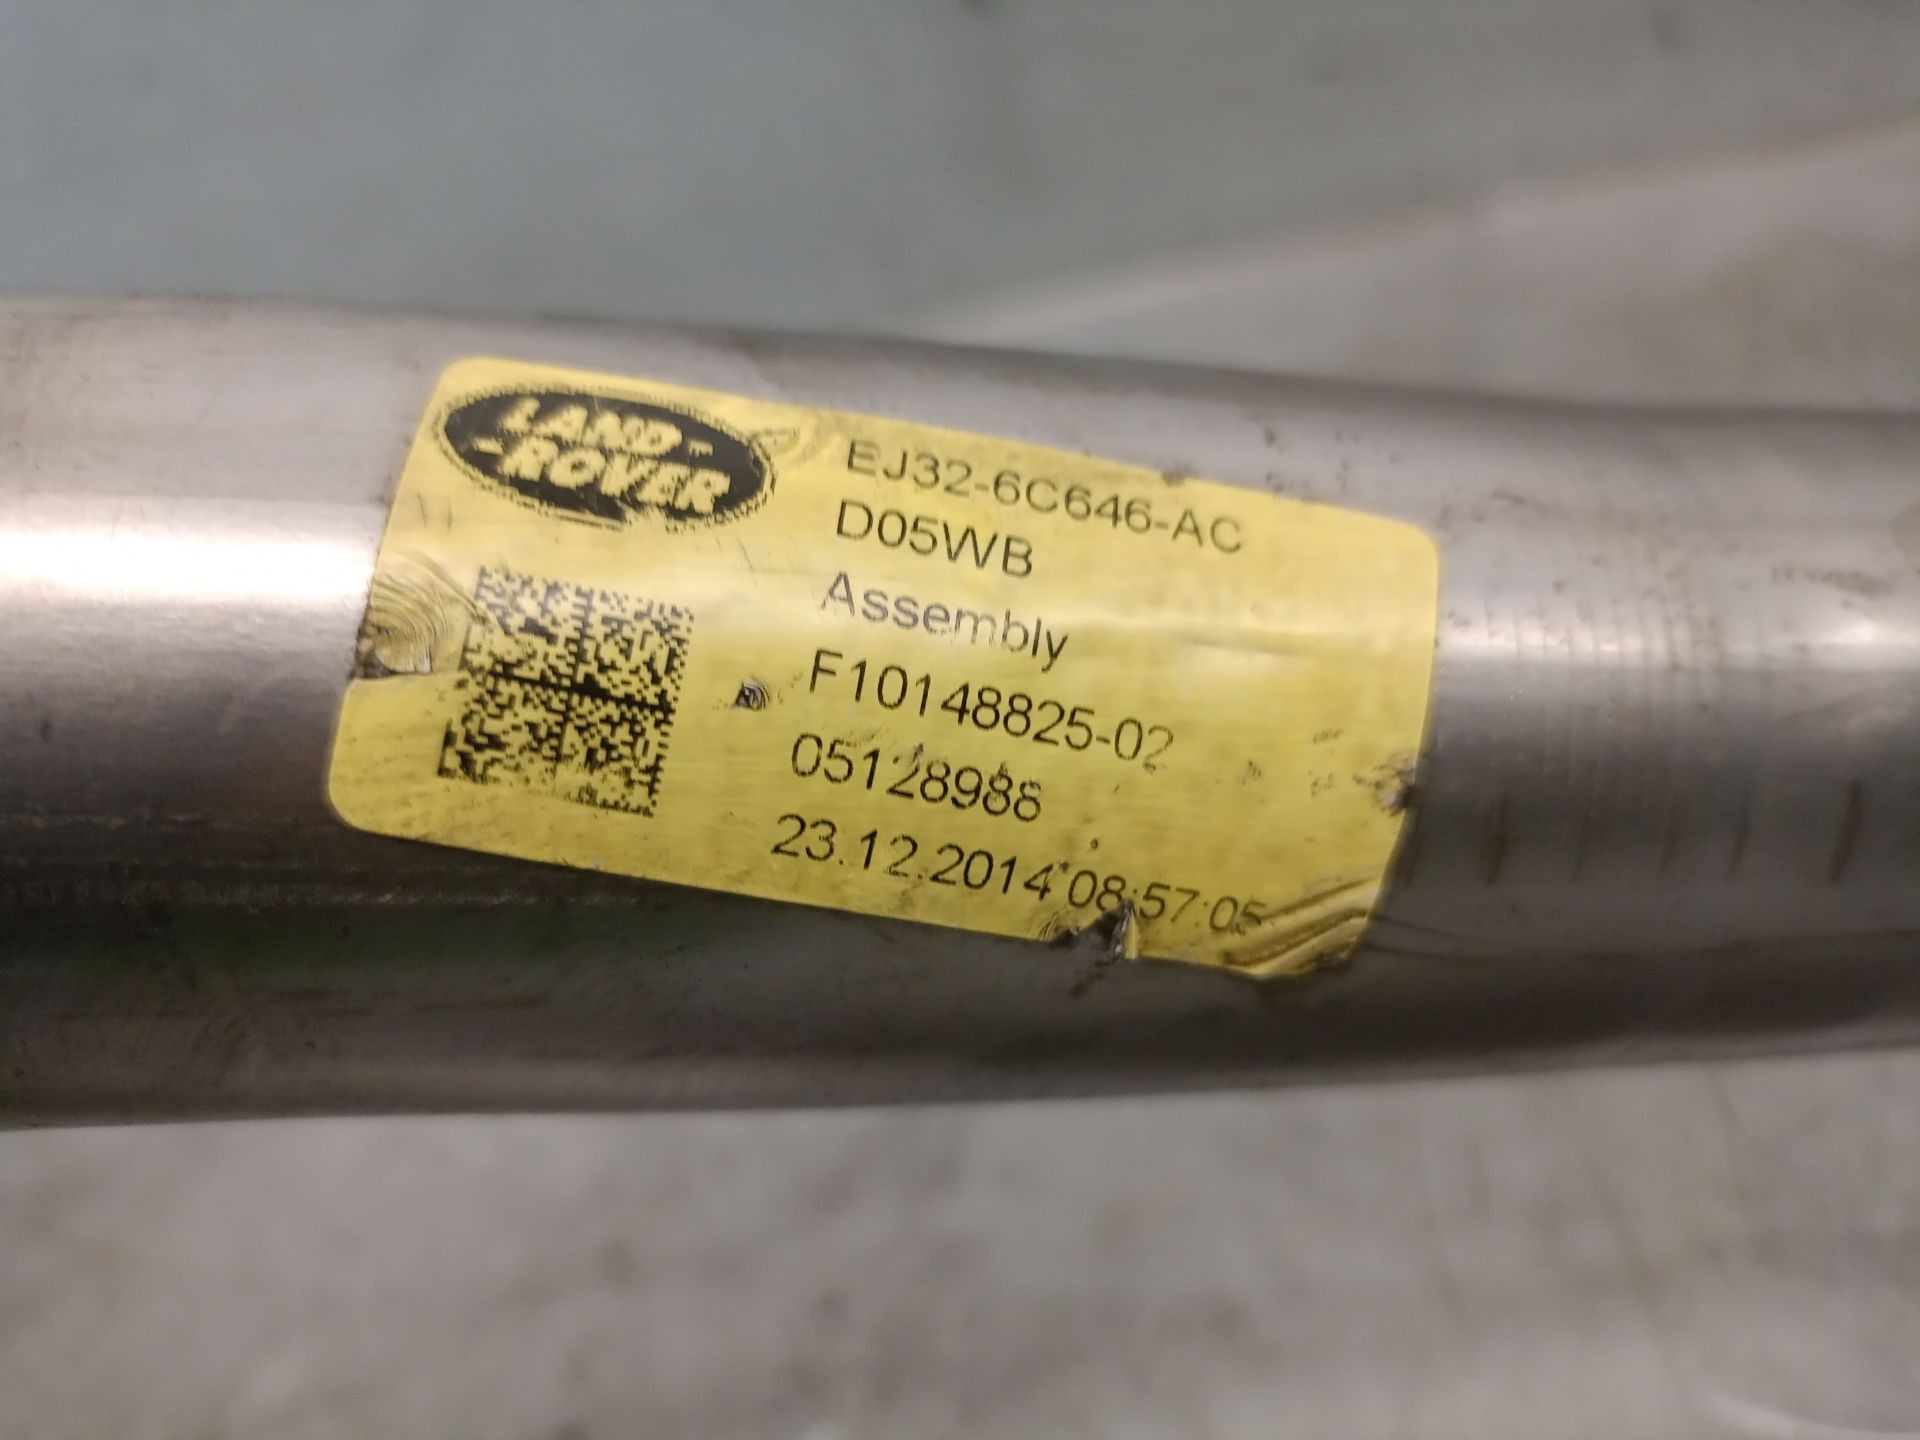 LAND-
-ROVER
EJ32-6C646-AC
D05WB
Assembly
F10148825-02
05128988
23.12.2014 08:57:05